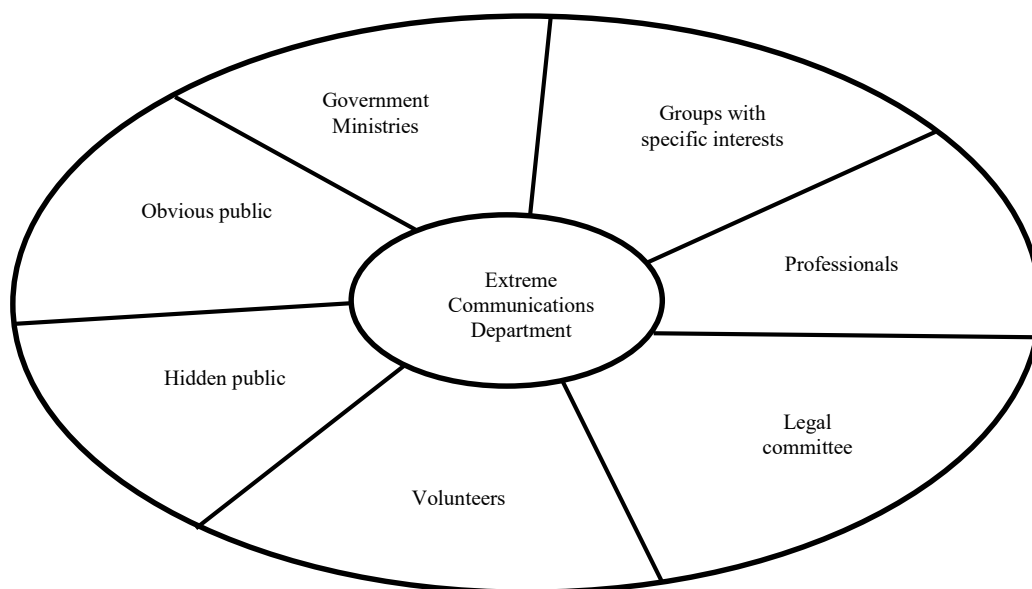 Government
Ministries
Groups with
specific interests
Obvious public
Professionals
Extreme
Communications
Department
Hidden public
Legal
committee
Volunteers